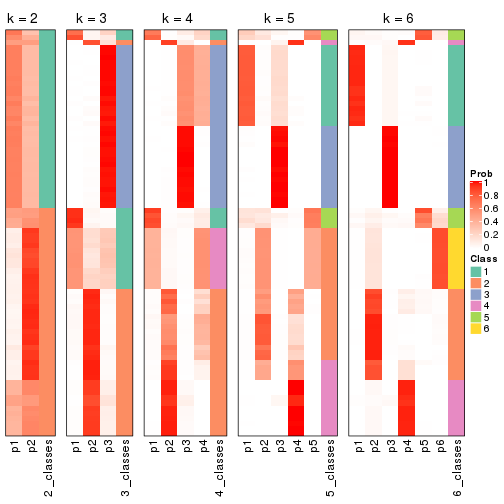 k = 2
k = 3
k = 4
k = 5
k = 6
Prob
1
0.8
0.6
0.4
0.2
0
Class
1
2
3
4
5
6
p1
p2
2_classes
p1
p2
p3
3_classes
p1
p2
p3
p4
4_classes
p1
p2
p3
p4
p5
5_classes
p1
p2
p3
p4
p5
p6
6_classes